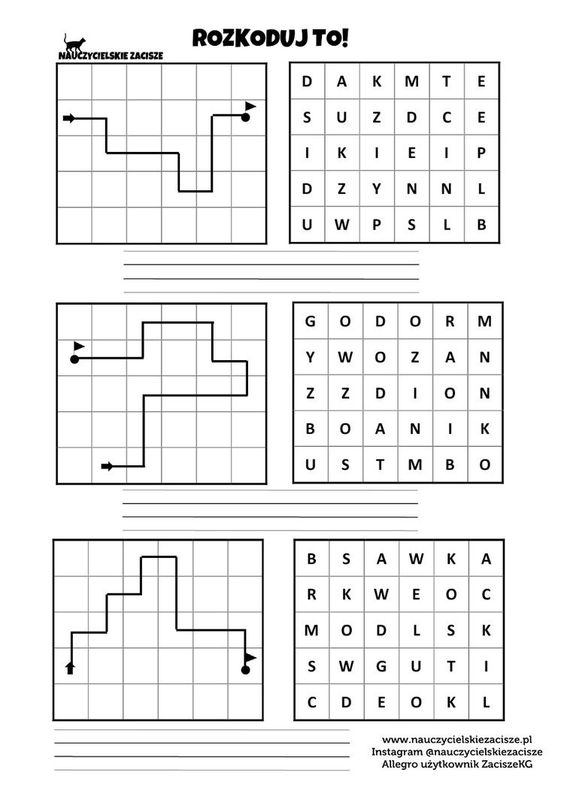 ROZKODUJ TO!
NAUCZYCIELSKIE ZACISZE
D A K M T E
S U Z D C E
I K I E I P
D Z Y N N L
U W P S L B
G O D O R M
Y W O Z A N
Z Z D I O N
B O A N I K
U S T M B O
B S A W K A
R K W E O C
M O D L S K
S W G U T I
C D E O K L
www.nauczycielskiezacisze.pl
Instagram @nauczycielskiezacisze
Allegro użytkownik ZaciszeKG